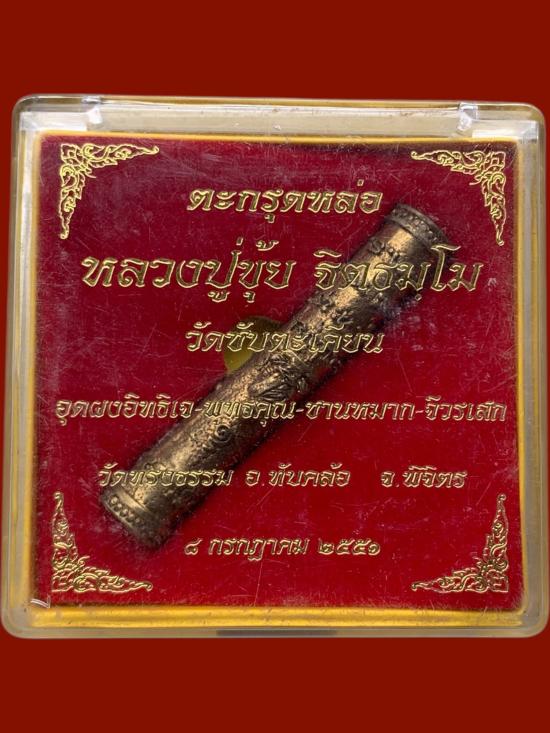 ตะกรุดหล่อ
หลวงปู่ขุ้ย จิตธมฺโม
วัดซับตะเคียน
อุดผงอิทธิเจ-พุทธคุณ-ชานหมาก-จีวรเสก
วัดทรงธรรม อ.ทับคล้อ จ.พิจิตร
๘ กรกฎาคม ๒๕๕๑